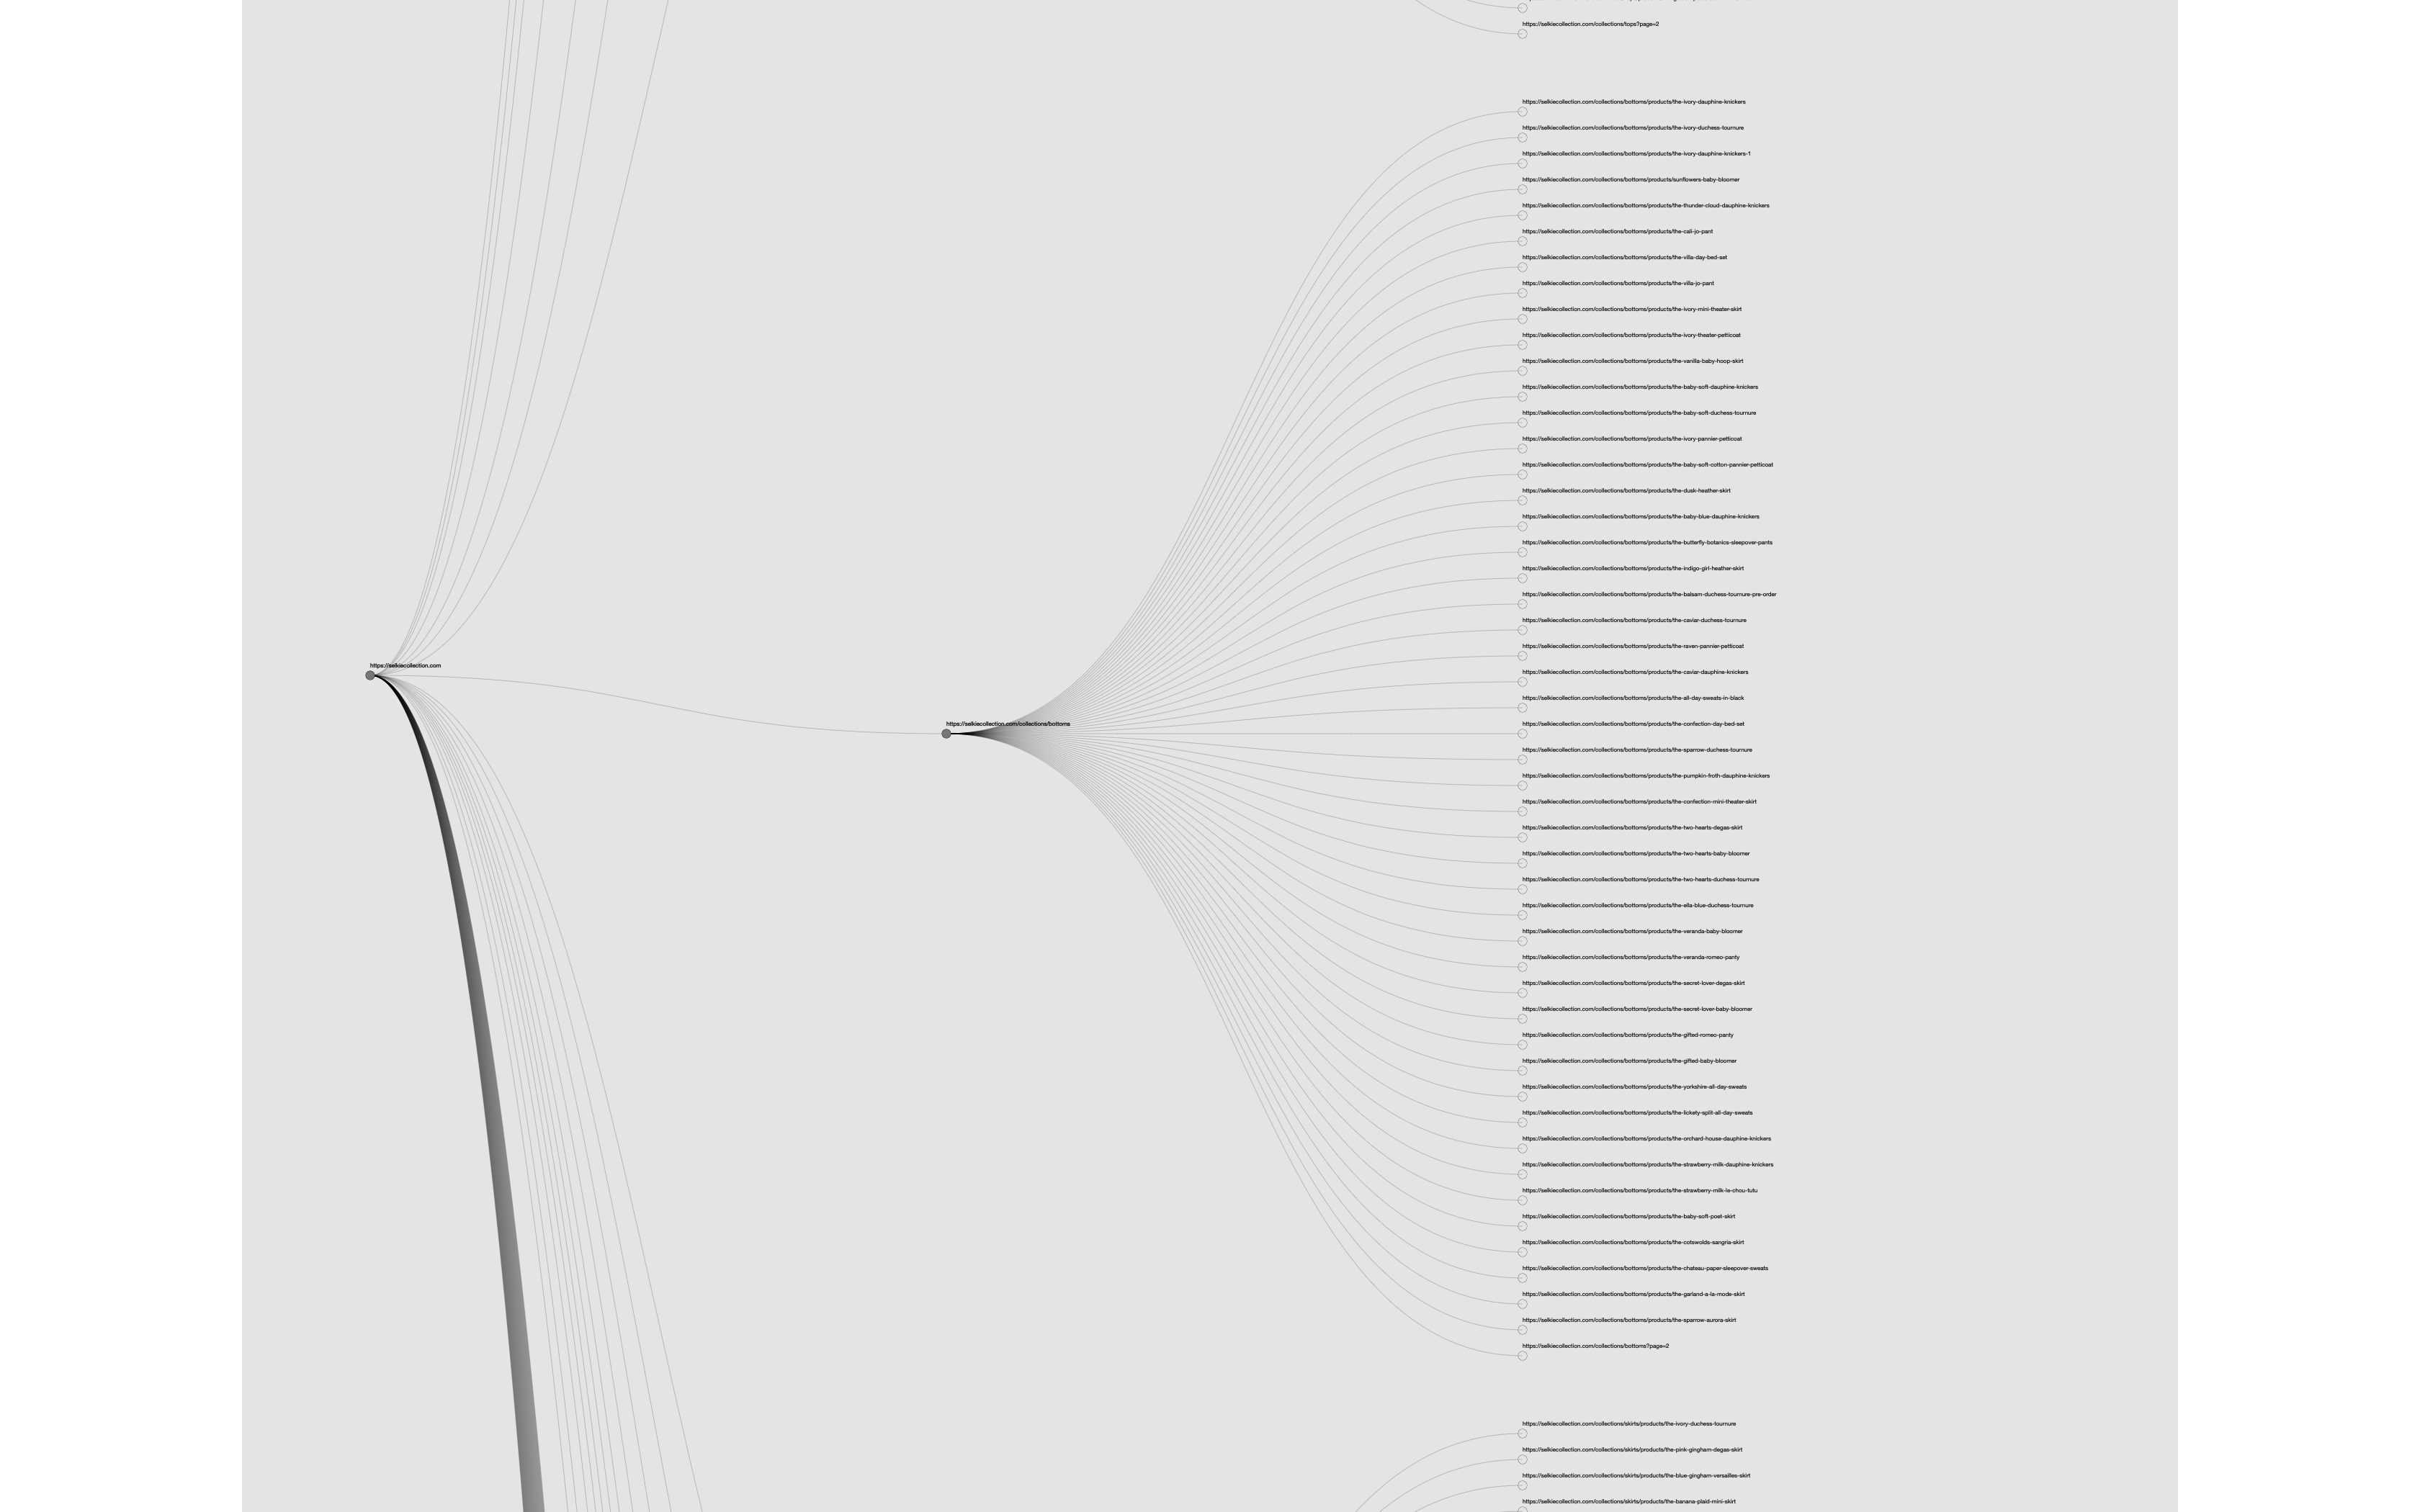 https://selkiecollection.com/collections/tops?page=2
https://selkiecollection.com/collections/bottoms/products/the-ivory-dauphine-knickers
https://selkiecollection.com/collections/bottoms/products/the-ivory-duchess-tournure
https://selkiecollection.com/collections/bottoms/products/the-ivory-dauphine-knickers-1
https://selkiecollection.com/collections/bottoms/products/sunflowers-baby-bloomer
https://selkiecollection.com/collections/bottoms/products/the-thunder-cloud-dauphine-knickers
https://selkiecollection.com/collections/bottoms/products/the-cali-jo-pant
https://selkiecollection.com/collections/bottoms/products/the-villa-day-bed-set
https://selkiecollection.com/collections/bottoms/products/the-villa-jo-pant
https://selkiecollection.com/collections/bottoms/products/the-ivory-mini-theater-skirt
https://selkiecollection.com/collections/bottoms/products/the-ivory-theater-petticoat
https://selkiecollection.com/collections/bottoms/products/the-vanilla-baby-hoop-skirt
https://selkiecollection.com/collections/bottoms/products/the-baby-soft-dauphine-knickers
https://selkiecollection.com/collections/bottoms/products/the-baby-soft-duchess-tournure
https://selkiecollection.com/collections/bottoms/products/the-ivory-pannier-petticoat
https://selkiecollection.com/collections/bottoms/products/the-baby-soft-cotton-pannier-petticoat
https://selkiecollection.com/collections/bottoms/products/the-dusk-heather-skirt
https://selkiecollection.com/collections/bottoms/products/the-baby-blue-dauphine-knickers
https://selkiecollection.com/collections/bottoms/products/the-butterfly-botanics-sleepover-pants
https://selkiecollection.com/collections/bottoms/products/the-indigo-girl-heather-skirt
https://selkiecollection.com/collections/bottoms/products/the-balsam-duchess-tournure-pre-order
https://selkiecollection.com/collections/bottoms/products/the-caviar-duchess-tournure
https://selkiecollection.com/collections/bottoms/products/the-raven-pannier-petticoat
https://selkiecollection.com
https://selkiecollection.com/collections/bottoms/products/the-caviar-dauphine-knickers
https://selkiecollection.com/collections/bottoms/products/the-all-day-sweats-in-black
https://selkiecollection.com/collections/bottoms
https://selkiecollection.com/collections/bottoms/products/the-confection-day-bed-set
https://selkiecollection.com/collections/bottoms/products/the-sparrow-duchess-tournure
https://selkiecollection.com/collections/bottoms/products/the-pumpkin-froth-dauphine-knickers
https://selkiecollection.com/collections/bottoms/products/the-confection-mini-theater-skirt
https://selkiecollection.com/collections/bottoms/products/the-two-hearts-degas-skirt
https://selkiecollection.com/collections/bottoms/products/the-two-hearts-baby-bloomer
https://selkiecollection.com/collections/bottoms/products/the-two-hearts-duchess-tournure
https://selkiecollection.com/collections/bottoms/products/the-ella-blue-duchess-tournure
https://selkiecollection.com/collections/bottoms/products/the-veranda-baby-bloomer
https://selkiecollection.com/collections/bottoms/products/the-veranda-romeo-panty
https://selkiecollection.com/collections/bottoms/products/the-secret-lover-degas-skirt
https://selkiecollection.com/collections/bottoms/products/the-secret-lover-baby-bloomer
https://selkiecollection.com/collections/bottoms/products/the-gifted-romeo-panty
https://selkiecollection.com/collections/bottoms/products/the-gifted-baby-bloomer
https://selkiecollection.com/collections/bottoms/products/the-yorkshire-all-day-sweats
https://selkiecollection.com/collections/bottoms/products/the-lickety-split-all-day-sweats
https://selkiecollection.com/collections/bottoms/products/the-orchard-house-dauphine-knickers
https://selkiecollection.com/collections/bottoms/products/the-strawberry-milk-dauphine-knickers
https://selkiecollection.com/collections/bottoms/products/the-strawberry-milk-le-chou-tutu
https://selkiecollection.com/collections/bottoms/products/the-baby-soft-poet-skirt
https://selkiecollection.com/collections/bottoms/products/the-cotswolds-sangria-skirt
https://selkiecollection.com/collections/bottoms/products/the-chateau-paper-sleepover-sweats
https://selkiecollection.com/collections/bottoms/products/the-garland-a-la-mode-skirt
https://selkiecollection.com/collections/bottoms/products/the-sparrow-aurora-skirt
https://selkiecollection.com/collections/bottoms?page=2
https://selkiecollection.com/collections/skirts/products/the-ivory-duchess-tournure
https://selkiecollection.com/collections/skirts/products/the-pink-gingham-degas-skirt
https://selkiecollection.com/collections/skirts/products/the-blue-gingham-versailles-skirt
https://selkiecollection.com/collections/skirts/products/the-banana-plaid-mini-skirt